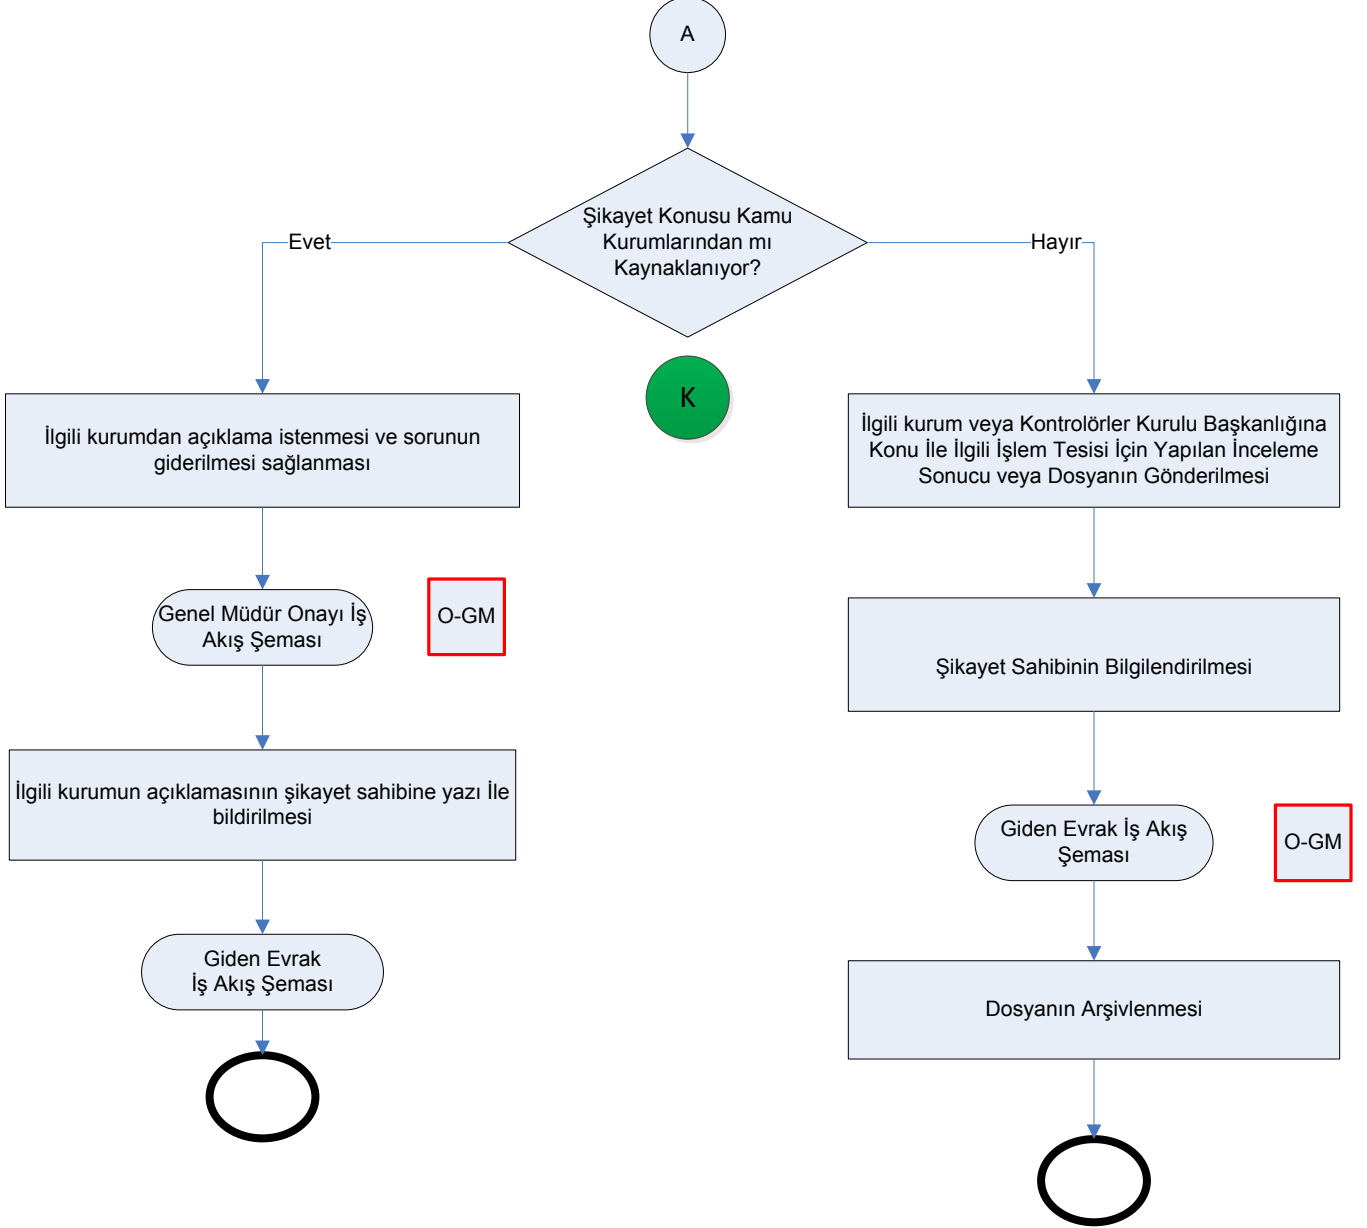 A
Şikayet Konusu Kamu
Kurumlarından mı
Kaynaklanıyor?
Evet
Hayır
K
İlgili kurumdan açıklama istenmesi ve sorunun
giderilmesi sağlanması
İlgili kurum veya Kontrolörler Kurulu Başkanlığına
Konu İle İlgili İşlem Tesisi İçin Yapılan İnceleme
Sonucu veya Dosyanın Gönderilmesi
Genel Müdür Onayı İş
Akış Şeması
O-GM
Şikayet Sahibinin Bilgilendirilmesi
İlgili kurumun açıklamasının şikayet sahibine yazı İle
bildirilmesi
Giden Evrak İş Akış
Şeması
O-GM
Giden Evrak
İş Akış Şeması
Dosyanın Arşivlenmesi